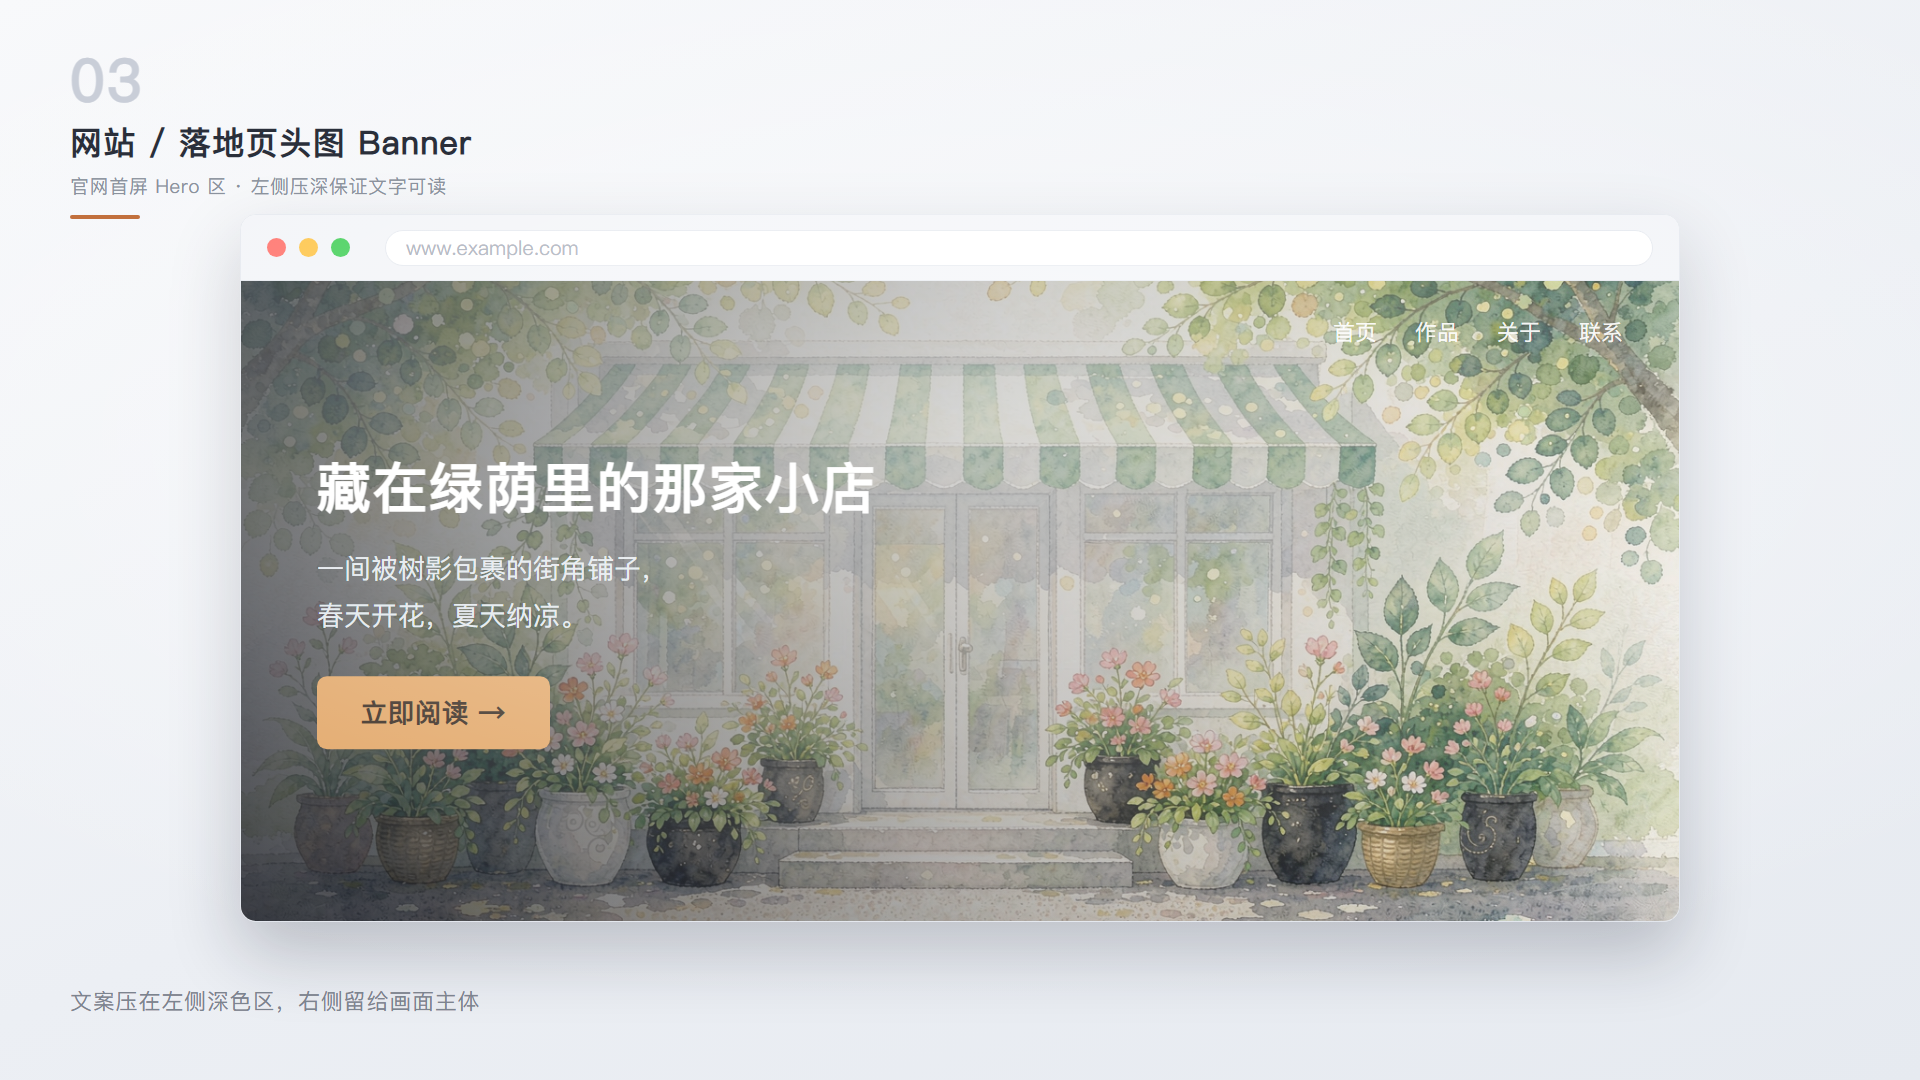 03
网站 / 落地页头图 Banner
官网首屏 Hero 区 · 左侧压深保证文字可读
www.example.com
首页 作品 关于 联系
藏在绿荫里的那家小店
一间被树影包裹的街角铺子，
春天开花，夏天纳凉。
立即阅读 →
文案压在左侧深色区，右侧留给画面主体